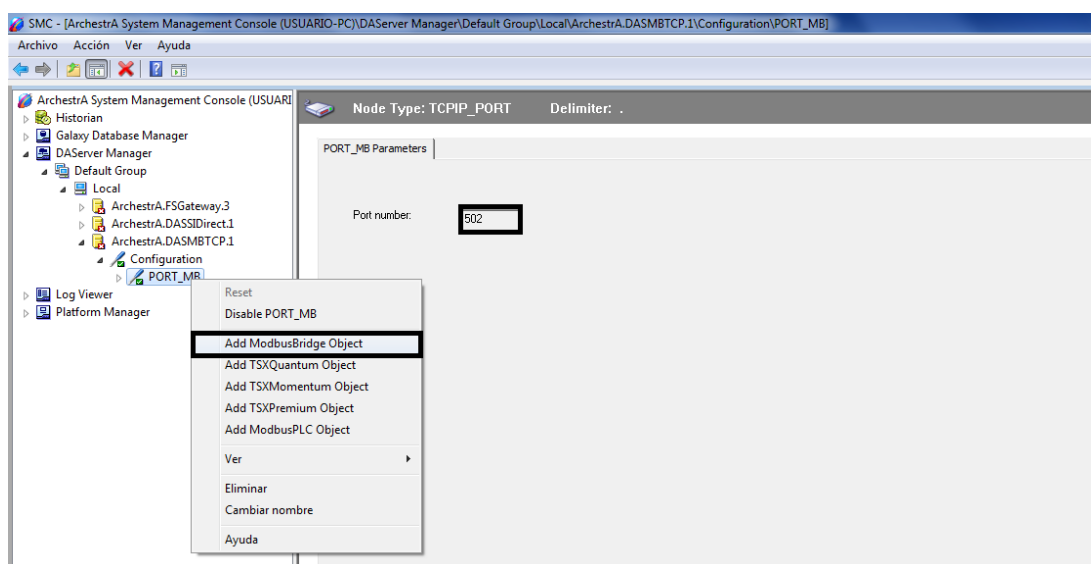 SMC - [ArchestrA System Management Console (USUARIO-PC)\DAServer Manager\Default Group\Local\ArchestrA.DASMBTCP.1\Configuration\PORT_MB]
Archivo Acción Ver Ayuda
ArchestrA System Management Console (USUARI
Historian
Galaxy Database Manager
DAServer Manager
Default Group
Local
ArchestrA.FSGateway.3
ArchestrA.DASSIDirect.1
ArchestrA.DASMBTCP.1
Configuration
PORT_MB
Log Viewer
Platform Manager
Node Type: TCPIP_PORT Delimiter: .
PORT_MB Parameters
Port number: 502
Reset
Disable PORT_MB
Add ModbusBridge Object
Add TSXQuantum Object
Add TSXMomentum Object
Add TSXPremium Object
Add ModbusPLC Object
Ver
Eliminar
Cambiar nombre
Ayuda